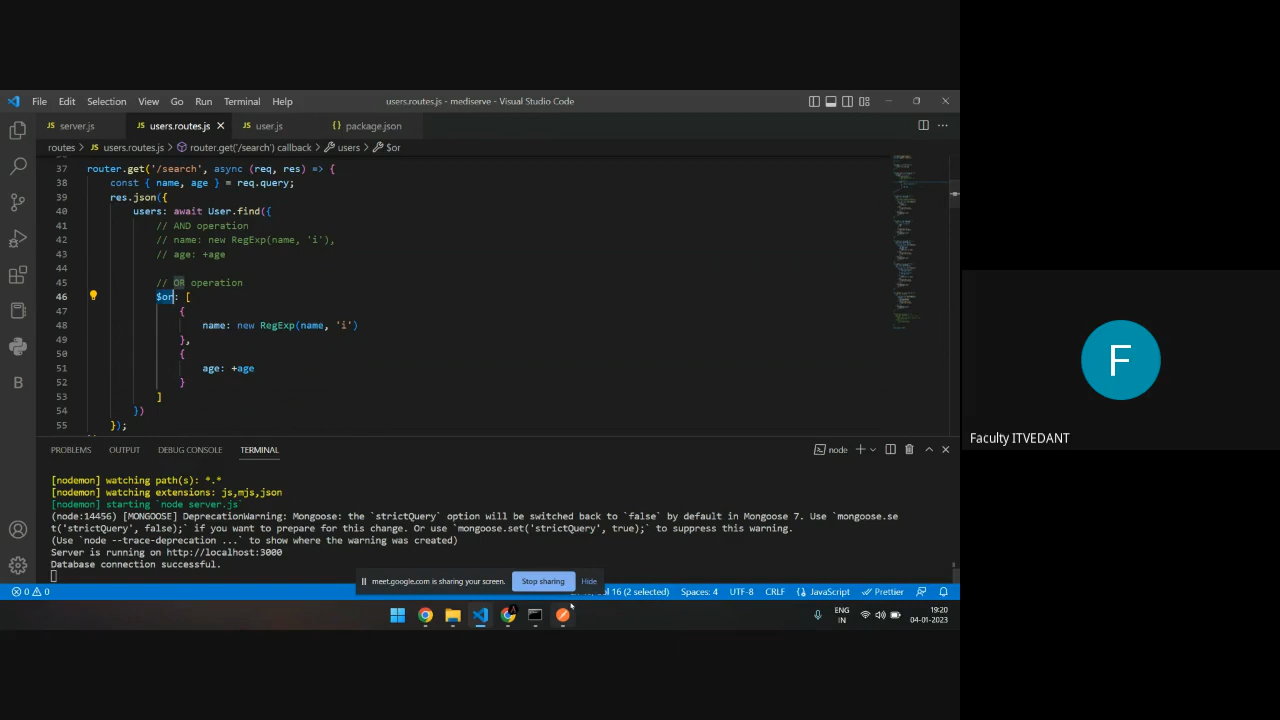 File Edit Selection View Go Run Terminal Help users.routes.js - mediserve - Visual Studio Code
JS server.js JS users.routes.js JS user.js { } package.json
routes > JS users.routes.js > router.get('/search') callback > users > $or
37 router.get('/search', async (req, res) => {
38 const { name, age } = req.query;
39 res.json({
40 users: await User.find({
41 // AND operation
42 // name: new RegExp(name, 'i'),
43 // age: +age
44
45 // OR operation
46 $or: [
47 {
48 name: new RegExp(name, 'i')
49 },
50 {
51 age: +age
52 }
53 ]
54 })
55 });
PROBLEMS OUTPUT DEBUG CONSOLE TERMINAL node
[nodemon] watching path(s): *.*
[nodemon] watching extensions: js,mjs,json
[nodemon] starting `node server.js`
(node:14456) [MONGOOSE] DeprecationWarning: Mongoose: the `strictQuery` option will be switched back to `false` by default in Mongoose 7. Use `mongoose.se
t('strictQuery', false);` if you want to prepare for this change. Or use `mongoose.set('strictQuery', true);` to suppress this warning.
(Use `node --trace-deprecation ...` to show where the warning was created)
Server is running on http://localhost:3000
Database connection successful.
meet.google.com is sharing your screen. Stop sharing Hide
0 0 Col 16 (2 selected) Spaces: 4 UTF-8 CRLF JavaScript Prettier
ENG IN 19:20
04-01-2023
F
Faculty ITVEDANT